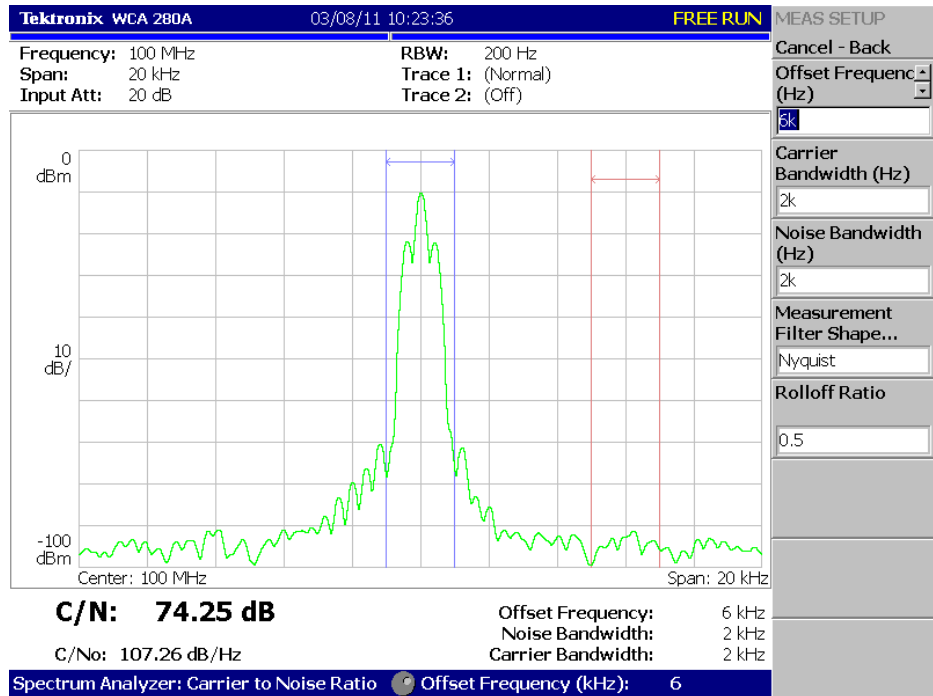 Tektronix WCA 280A 03/08/11 10:23:36 FREE RUN
Frequency: 100 MHz RBW: 200 Hz
Span: 20 kHz Trace 1: (Normal)
Input Att: 20 dB Trace 2: (Off)
0
dBm
10
dB/
-100
dBm
Center: 100 MHz Span: 20 kHz
C/N: 74.25 dB
C/No: 107.26 dB/Hz
Offset Frequency: 6 kHz
Noise Bandwidth: 2 kHz
Carrier Bandwidth: 2 kHz
Spectrum Analyzer: Carrier to Noise Ratio Offset Frequency (kHz): 6
MEAS SETUP
Cancel - Back
Offset Frequenc
(Hz)
6k
Carrier
Bandwidth (Hz)
2k
Noise Bandwidth
(Hz)
2k
Measurement
Filter Shape...
Nyquist
Rolloff Ratio
0.5